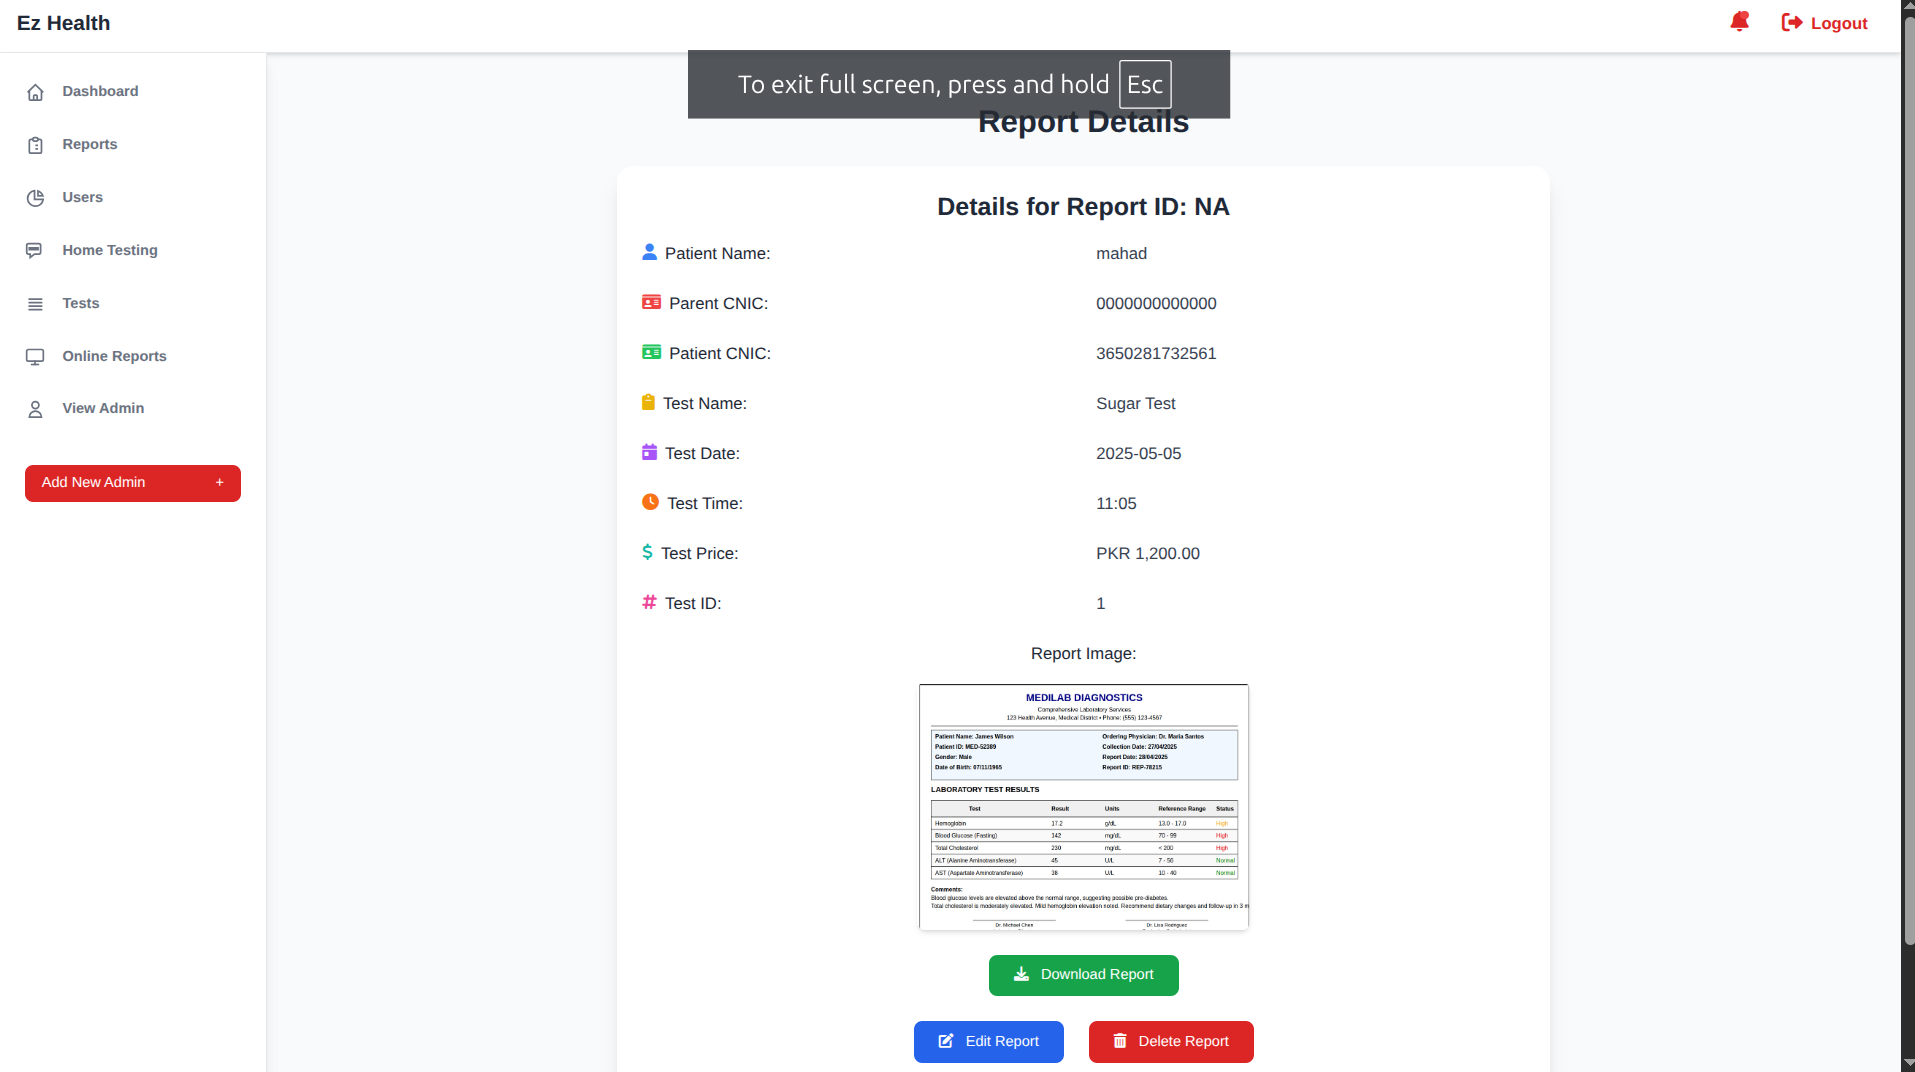 Ez Health
Logout
To exit full screen, press and hold Esc
Dashboard
Reports
Users
Home Testing
Tests
Online Reports
View Admin
Add New Admin +
Report Details
Details for Report ID: NA
Patient Name: mahad
Parent CNIC: 0000000000000
Patient CNIC: 3650281732561
Test Name: Sugar Test
Test Date: 2025-05-05
Test Time: 11:05
Test Price: PKR 1,200.00
Test ID: 1
Report Image:
MEDILAB DIAGNOSTICS
Comprehensive Laboratory Services
123 Health Avenue, Medical District • Phone: (555) 123-4567
Patient Name: James Wilson Ordering Physician: Dr. Maria Santos
Patient ID: MED-52389 Collection Date: 27/04/2025
Gender: Male Report Date: 28/04/2025
Date of Birth: 07/11/1965 Report ID: REP-78215
LABORATORY TEST RESULTS
Test Result Units Reference Range Status
Hemoglobin 17.2 g/dL 13.0 - 17.0 High
Blood Glucose (Fasting) 142 mg/dL 70 - 99 High
Total Cholesterol 230 mg/dL < 200 High
ALT (Alanine Aminotransferase) 45 U/L 7 - 56 Normal
AST (Aspartate Aminotransferase) 38 U/L 10 - 40 Normal
Comments:
Blood glucose levels are elevated above the normal range, suggesting possible pre-diabetes.
Total cholesterol is moderately elevated. Mild hemoglobin elevation noted. Recommend dietary changes and follow-up in 3 m
Dr. Michael Chen Dr. Lisa Rodriguez
Download Report
Edit Report
Delete Report